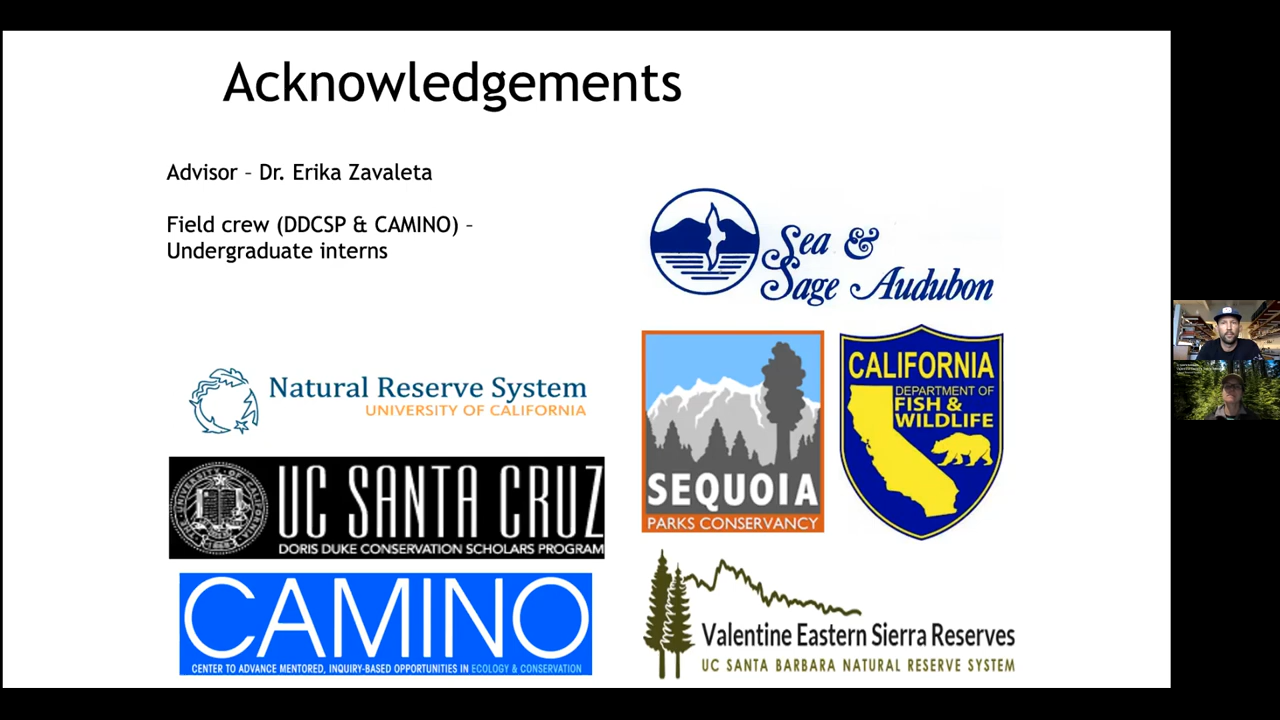 Acknowledgements
Advisor – Dr. Erika Zavaleta
Field crew (DDCSP & CAMINO) –
Undergraduate interns
Sea &
Sage Audubon
Natural Reserve System
UNIVERSITY OF CALIFORNIA
UC SANTA CRUZ
DORIS DUKE CONSERVATION SCHOLARS PROGRAM
CAMINO
CENTER TO ADVANCE MENTORED, INQUIRY-BASED OPPORTUNITIES IN ECOLOGY & CONSERVATION
SEQUOIA
PARKS CONSERVANCY
CALIFORNIA
DEPARTMENT OF
FISH &
WILDLIFE
Valentine Eastern Sierra Reserves
UC SANTA BARBARA NATURAL RESERVE SYSTEM